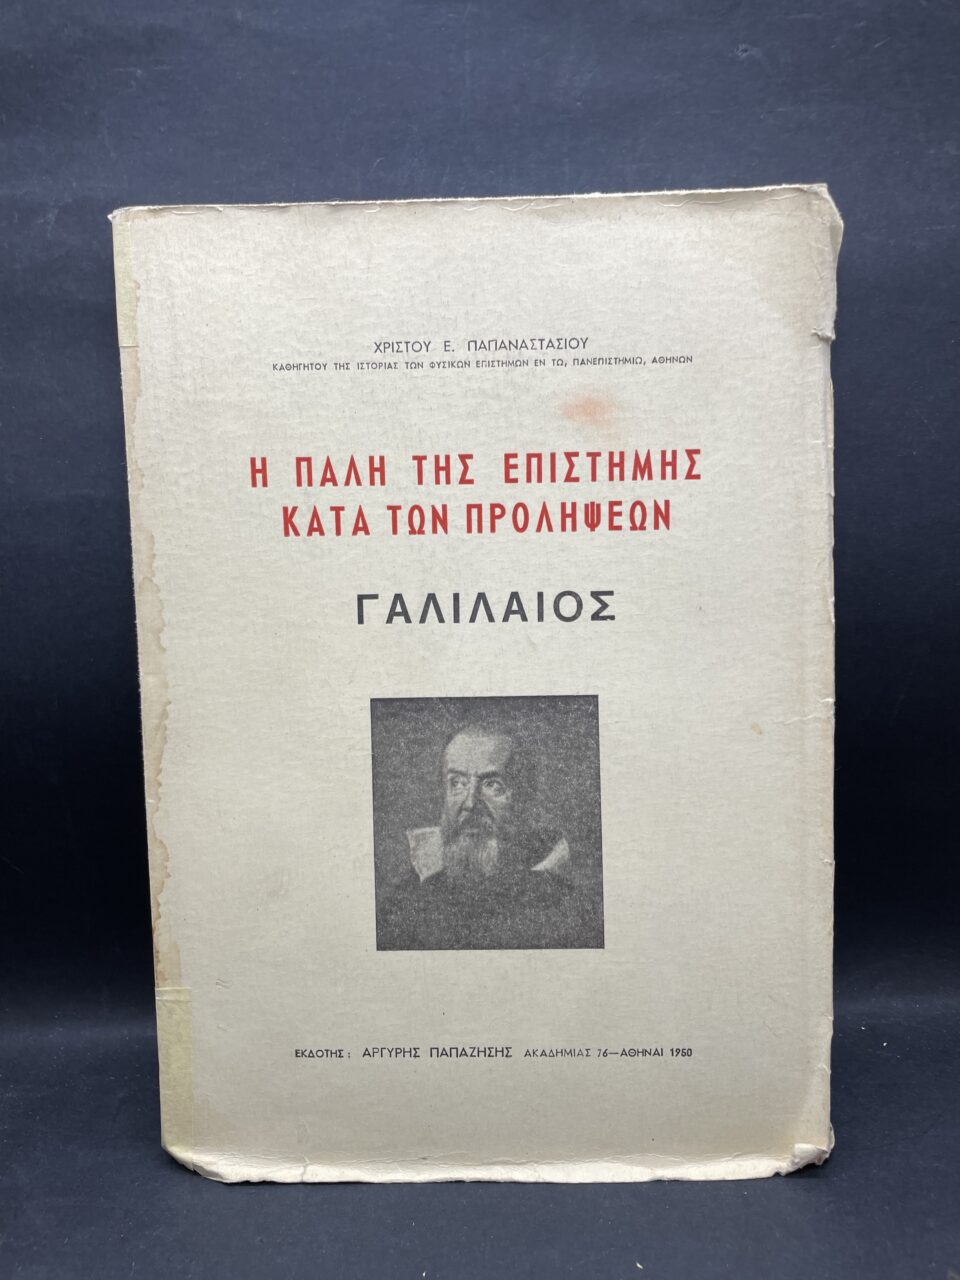 ΧΡΙΣΤΟΥ Ε. ΠΑΠΑΝΑΣΤΑΣΙΟΥ
ΚΑΘΗΓΗΤΟΥ ΤΗΣ ΙΣΤΟΡΙΑΣ ΤΩΝ ΦΥΣΙΚΩΝ ΕΠΙΣΤΗΜΩΝ ΕΝ ΤΩ, ΠΑΝΕΠΙΣΤΗΜΙΩ, ΑΘΗΝΩΝ
Η ΠΑΛΗ ΤΗΣ ΕΠΙΣΤΗΜΗΣ
ΚΑΤΑ ΤΩΝ ΠΡΟΛΗΨΕΩΝ
ΓΑΛΙΛΑΙΟΣ
ΕΚΔΟΤΗΣ: ΑΡΓΥΡΗΣ ΠΑΠΑΖΗΣΗΣ ΑΚΑΔΗΜΙΑΣ 76—ΑΘΗΝΑΙ 1950